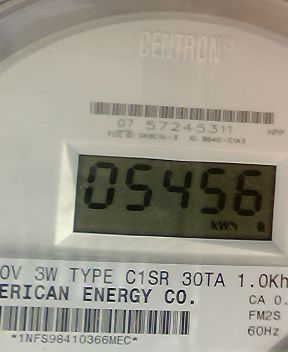 CENTRON®
07 57245311
HPP
05456
kWh
0V 3W TYPE C1SR 30TA 1.0Kh
ERICAN ENERGY CO.
CA 0.
FM2S
60Hz
*1NFS98410366MEC*